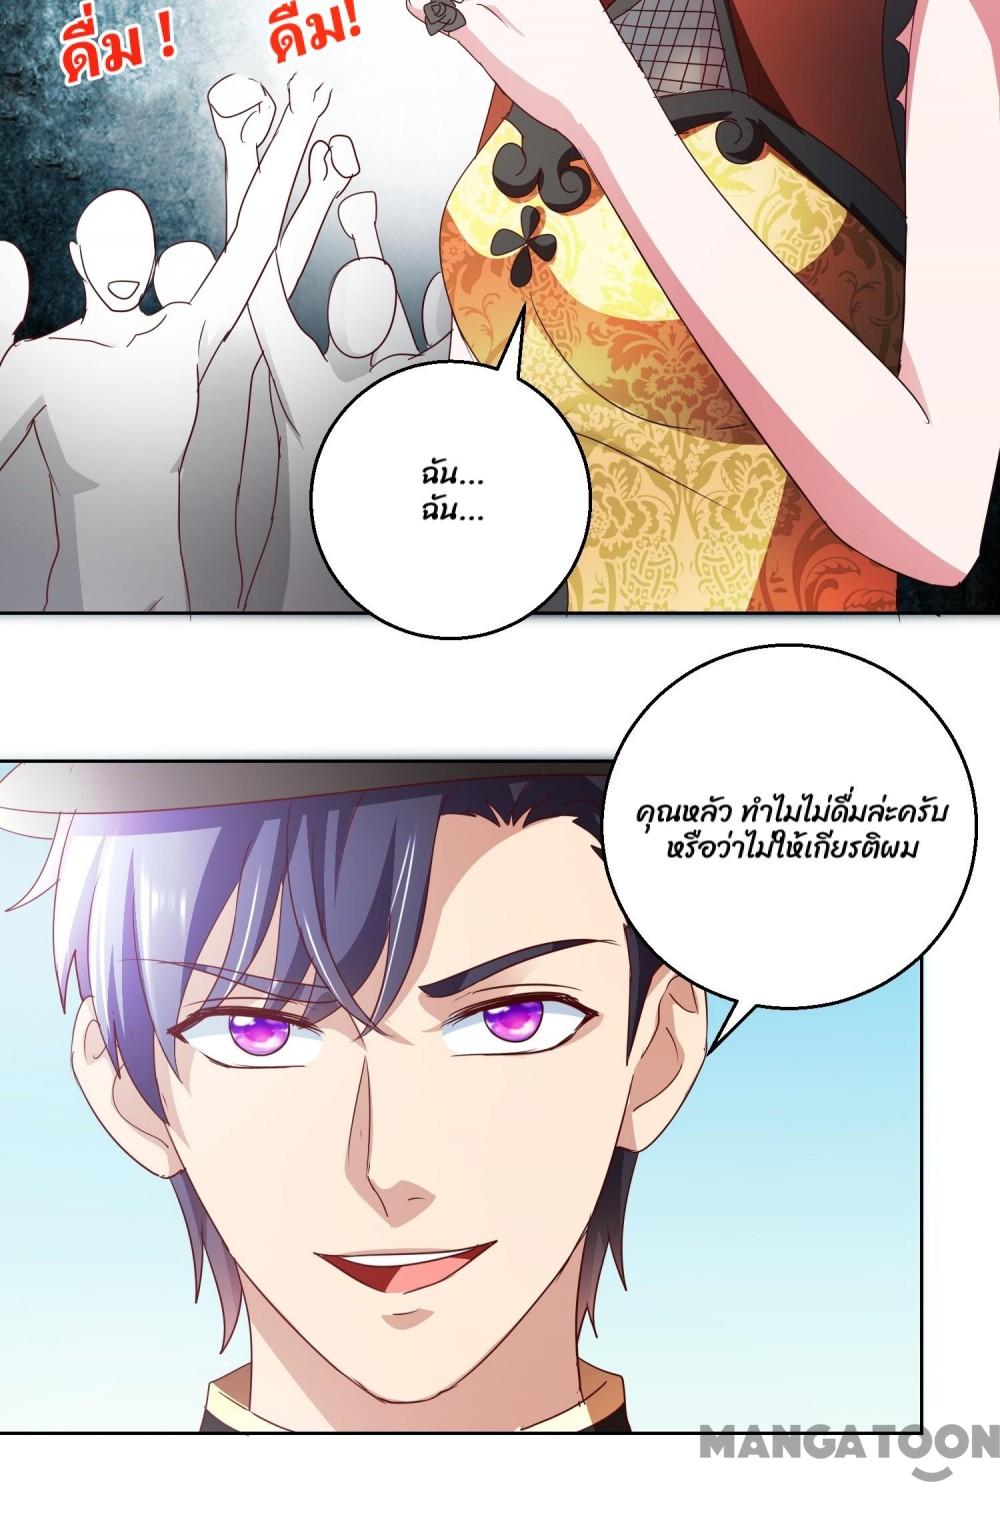 ดื่ม !
ดื่ม!
ฉัน...
ฉัน...
คุณหลัว ทำไมไม่ดื่มล่ะครับ
หรือว่าไม่ให้เกียรติผม
MANGATOON